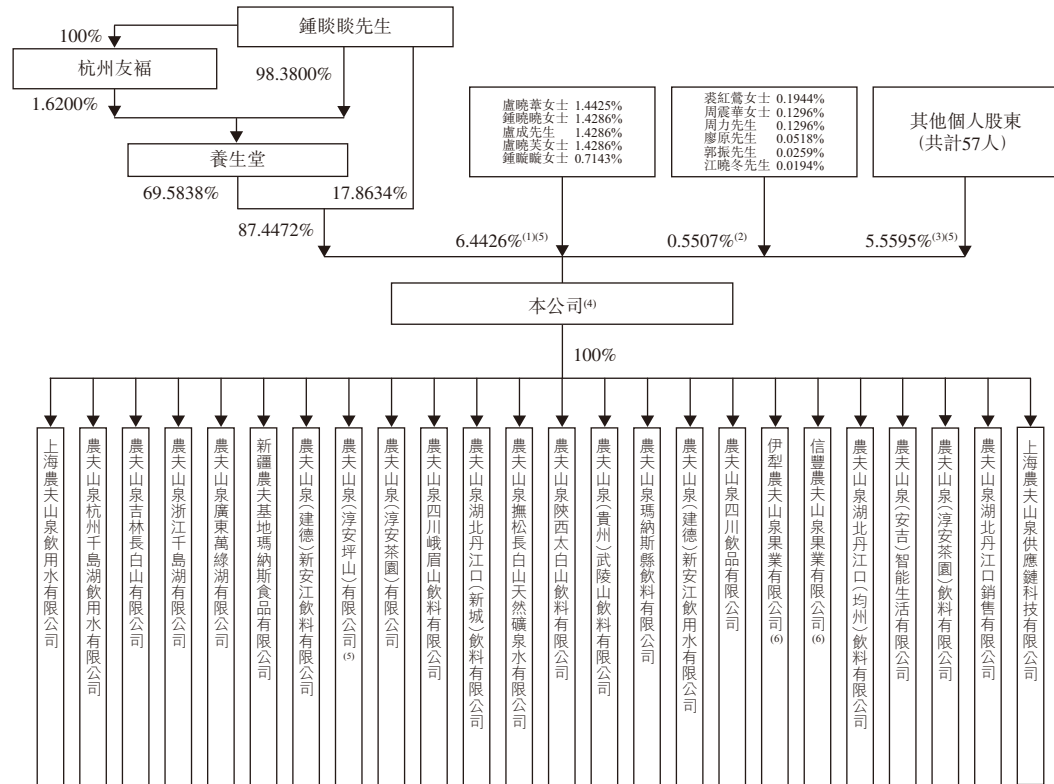 鍾睒睒先生
100%
杭州友福
98.3800%
1.6200%
養生堂
69.5838%
17.8634%
87.4472%
盧曉葦女士 1.4425%
鍾曉曉女士 1.4286%
盧成先生 1.4286%
盧曉芙女士 1.4286%
鍾璇璇女士 0.7143%
6.4426%(1)(5)
裘紅鶯女士 0.1944%
周震華女士 0.1296%
周力先生 0.1296%
廖原先生 0.0518%
郭振先生 0.0259%
江曉冬先生 0.0194%
0.5507%(2)
其他個人股東
(共計57人)
5.5595%(3)(5)
本公司(4)
100%
上海農夫山泉飲用水有限公司
農夫山泉杭州千島湖飲用水有限公司
農夫山泉吉林長白山有限公司
農夫山泉浙江千島湖有限公司
農夫山泉廣東萬綠湖有限公司
新疆農夫基地瑪納斯食品有限公司
農夫山泉(建德)新安江飲料有限公司
農夫山泉(淳安坪山)有限公司(5)
農夫山泉(淳安茶園)有限公司
農夫山泉四川峨眉山飲料有限公司
農夫山泉湖北丹江口(新城)飲料有限公司
農夫山泉撫松長白山天然礦泉水有限公司
農夫山泉陝西太白山飲料有限公司
農夫山泉(貴州)武陵山飲料有限公司
農夫山泉瑪納斯縣飲料有限公司
農夫山泉(建德)新安江飲用水有限公司
農夫山泉四川飲品有限公司
伊犁農夫山泉果業有限公司(6)
信豐農夫山泉果業有限公司(6)
農夫山泉湖北丹江口(均州)飲料有限公司
農夫山泉(安吉)智能生活有限公司
農夫山泉(淳安茶園)飲料有限公司
農夫山泉湖北丹江口銷售有限公司
上海農夫山泉供應鏈科技有限公司